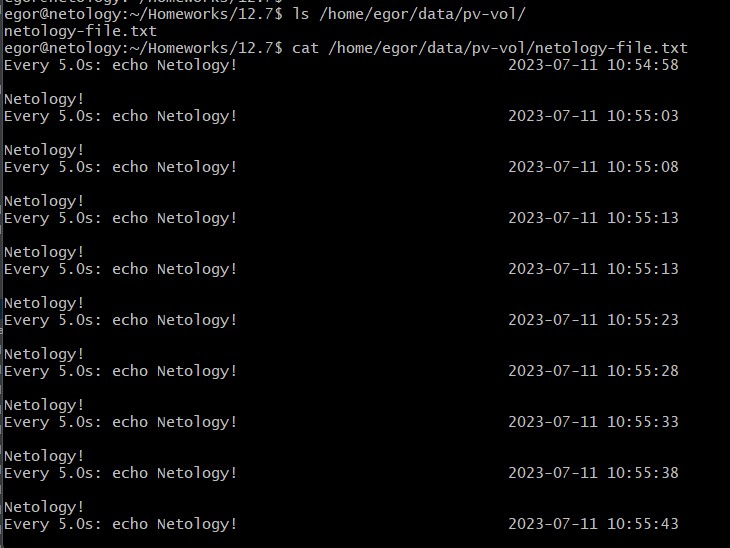 egor@netology:~/Homeworks/12.7$
egor@netology:~/Homeworks/12.7$ ls /home/egor/data/pv-vol/
netology-file.txt
egor@netology:~/Homeworks/12.7$ cat /home/egor/data/pv-vol/netology-file.txt
Every 5.0s: echo Netology! 2023-07-11 10:54:58
Netology!
Every 5.0s: echo Netology! 2023-07-11 10:55:03
Netology!
Every 5.0s: echo Netology! 2023-07-11 10:55:08
Netology!
Every 5.0s: echo Netology! 2023-07-11 10:55:13
Netology!
Every 5.0s: echo Netology! 2023-07-11 10:55:13
Netology!
Every 5.0s: echo Netology! 2023-07-11 10:55:23
Netology!
Every 5.0s: echo Netology! 2023-07-11 10:55:28
Netology!
Every 5.0s: echo Netology! 2023-07-11 10:55:33
Netology!
Every 5.0s: echo Netology! 2023-07-11 10:55:38
Netology!
Every 5.0s: echo Netology! 2023-07-11 10:55:43